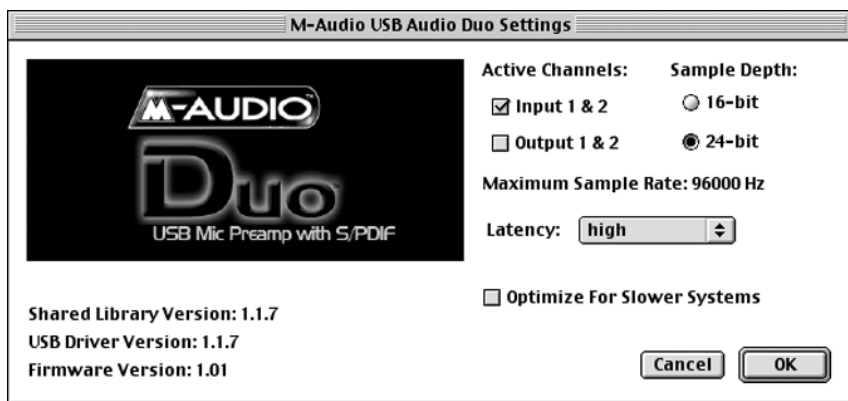 M-Audio USB Audio Duo Settings
M-AUDIO
Duo
USB Mic Preamp with S/PDIF
Active Channels:
Input 1 & 2
Output 1 & 2
Sample Depth:
16-bit
24-bit
Maximum Sample Rate: 96000 Hz
Latency: high
Optimize For Slower Systems
Shared Library Version: 1.1.7
USB Driver Version: 1.1.7
Firmware Version: 1.01
Cancel
OK